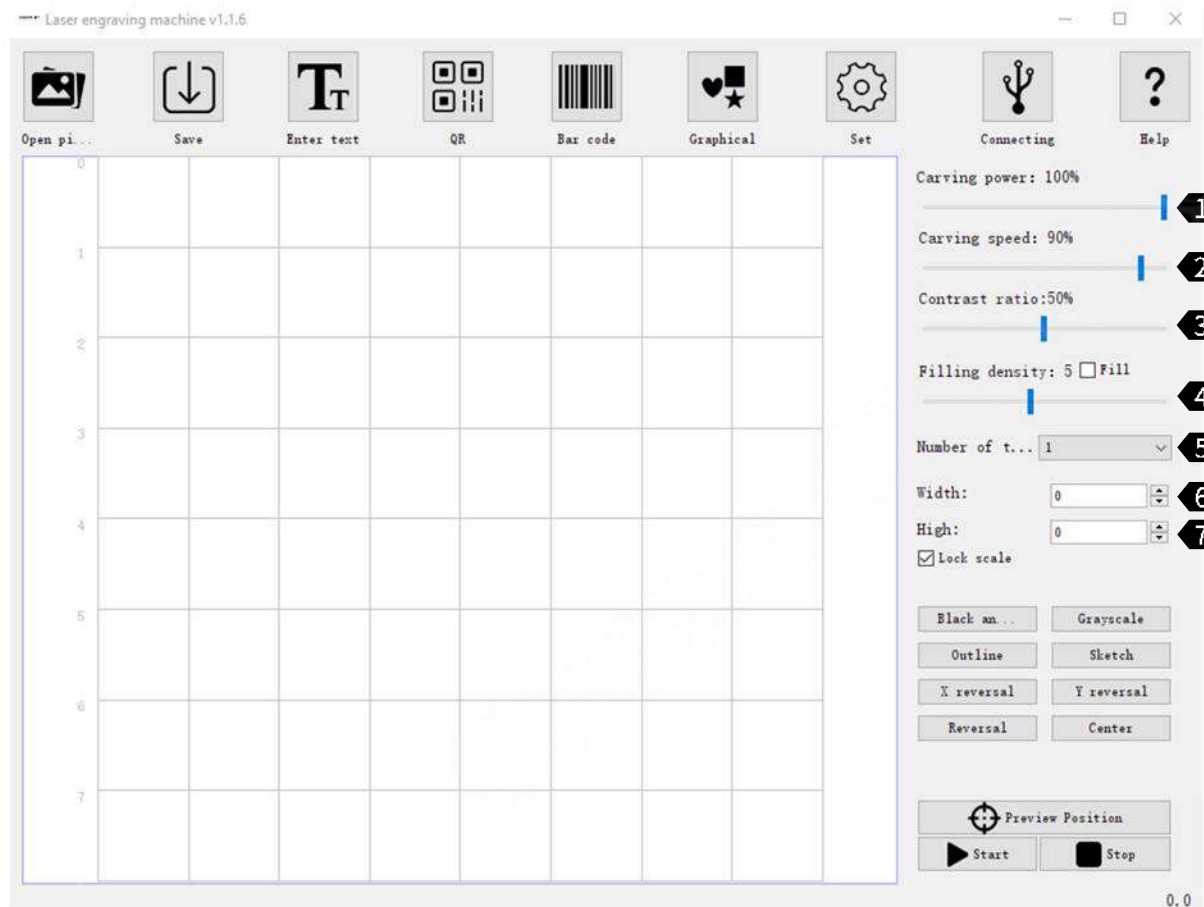 Laser engraving machine v1.1.6
Open pi...
Save
Enter text
QR
Bar code
Graphical
Set
Connecting
Help
0
1
2
3
4
5
6
7
Carving power: 100%
1
Carving speed: 90%
2
Contrast ratio:50%
3
Filling density: 5 Fill
4
Number of t... 1
5
Width: 0
6
High: 0
7
Lock scale
Black an... Grayscale
Outline Sketch
X reversal Y reversal
Reversal Center
Preview Position
Start Stop
0.0